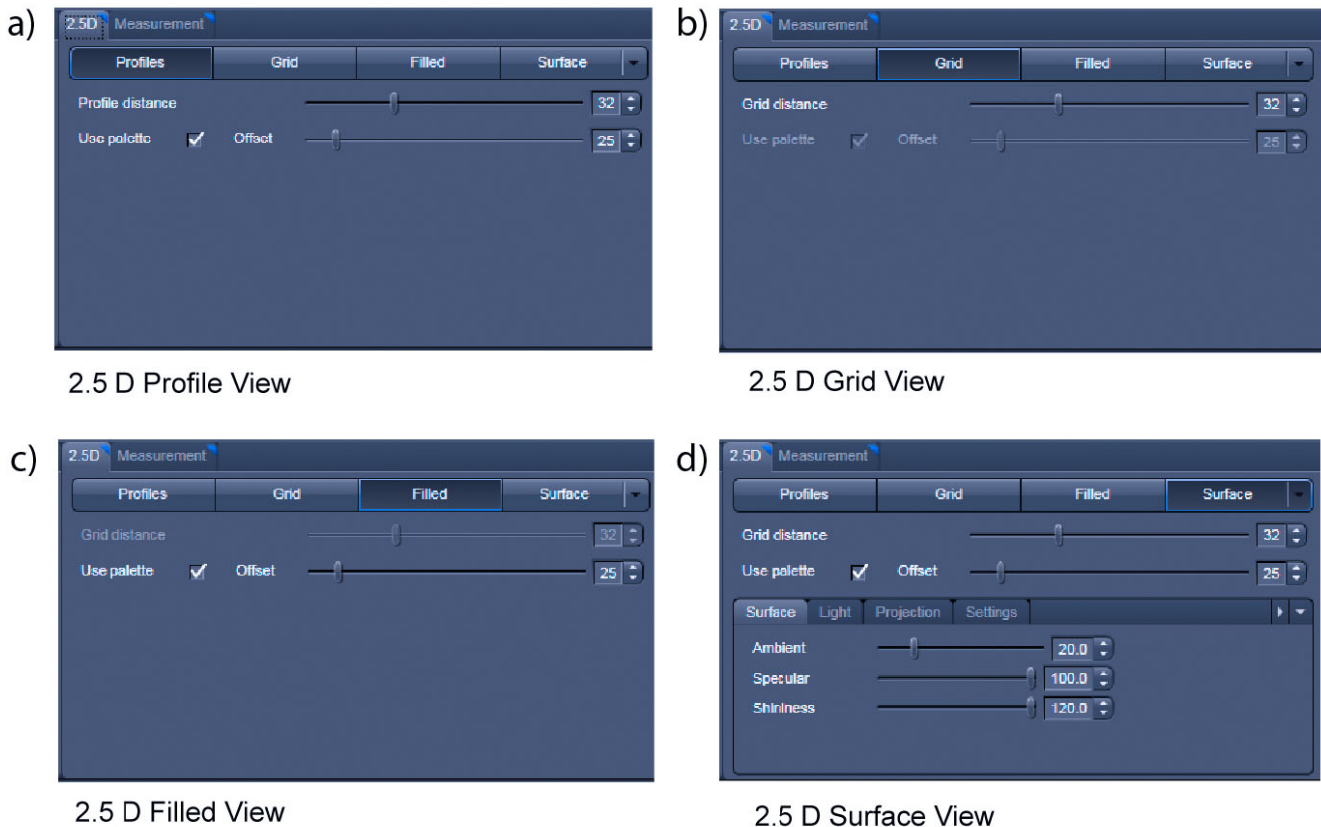 a)
2.5D Measurement
Profiles Grid Filled Surface
Profile distance 32
Use palette Offset 25
2.5 D Profile View
b)
2.5D Measurement
Profiles Grid Filled Surface
Grid distance 32
Use palette Offset 25
2.5 D Grid View
c)
2.5D Measurement
Profiles Grid Filled Surface
Grid distance 32
Use palette Offset 25
2.5 D Filled View
d)
2.5D Measurement
Profiles Grid Filled Surface
Grid distance 32
Use palette Offset 25
Surface Light Projection Settings
Ambient 20.0
Specular 100.0
Shininess 120.0
2.5 D Surface View